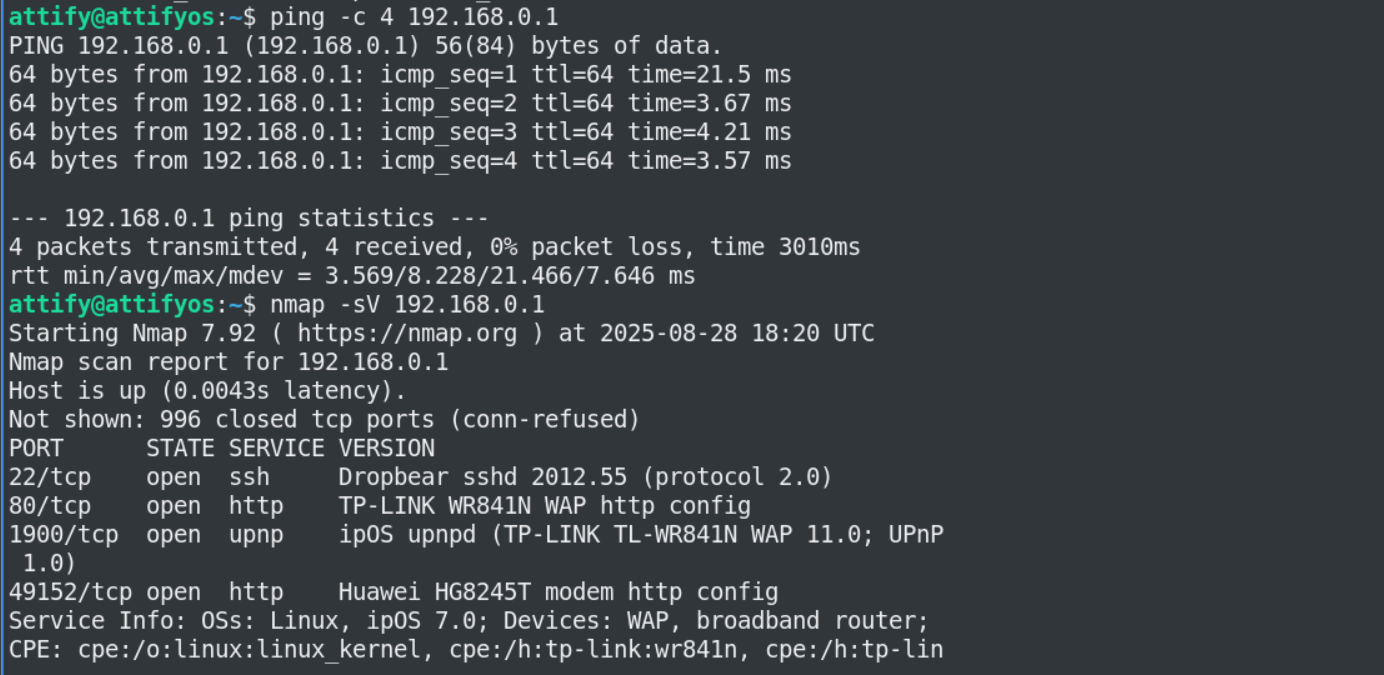 attify@attifyos:~$ ping -c 4 192.168.0.1
PING 192.168.0.1 (192.168.0.1) 56(84) bytes of data.
64 bytes from 192.168.0.1: icmp_seq=1 ttl=64 time=21.5 ms
64 bytes from 192.168.0.1: icmp_seq=2 ttl=64 time=3.67 ms
64 bytes from 192.168.0.1: icmp_seq=3 ttl=64 time=4.21 ms
64 bytes from 192.168.0.1: icmp_seq=4 ttl=64 time=3.57 ms

--- 192.168.0.1 ping statistics ---
4 packets transmitted, 4 received, 0% packet loss, time 3010ms
rtt min/avg/max/mdev = 3.569/8.228/21.466/7.646 ms
attify@attifyos:~$ nmap -sV 192.168.0.1
Starting Nmap 7.92 ( https://nmap.org ) at 2025-08-28 18:20 UTC
Nmap scan report for 192.168.0.1
Host is up (0.0043s latency).
Not shown: 996 closed tcp ports (conn-refused)
PORT      STATE SERVICE VERSION
22/tcp    open  ssh     Dropbear sshd 2012.55 (protocol 2.0)
80/tcp    open  http    TP-LINK WR841N WAP http config
1900/tcp  open  upnp    ipOS upnpd (TP-LINK TL-WR841N WAP 11.0; UPnP
 1.0)
49152/tcp open  http    Huawei HG8245T modem http config
Service Info: OSs: Linux, ipOS 7.0; Devices: WAP, broadband router;
CPE: cpe:/o:linux:linux_kernel, cpe:/h:tp-link:wr841n, cpe:/h:tp-lin